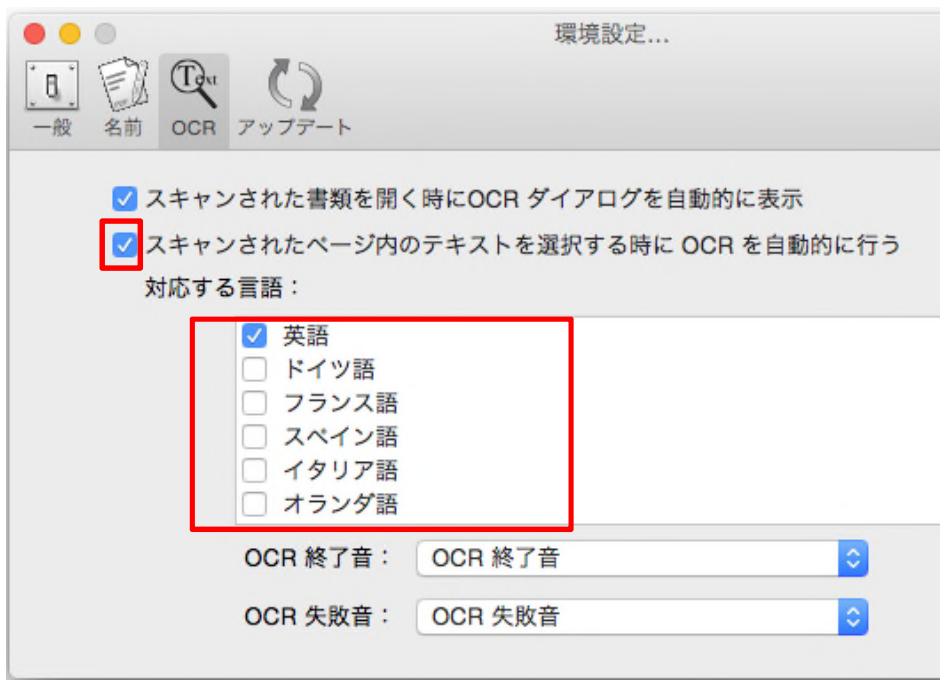 環境設定...
Text
一般 名前 OCR アップデート
スキャンされた書類を開く時にOCR ダイアログを自動的に表示
スキャンされたページ内のテキストを選択する時に OCR を自動的に行う
対応する言語：
英語
ドイツ語
フランス語
スペイン語
イタリア語
オランダ語
OCR 終了音： OCR 終了音
OCR 失敗音： OCR 失敗音